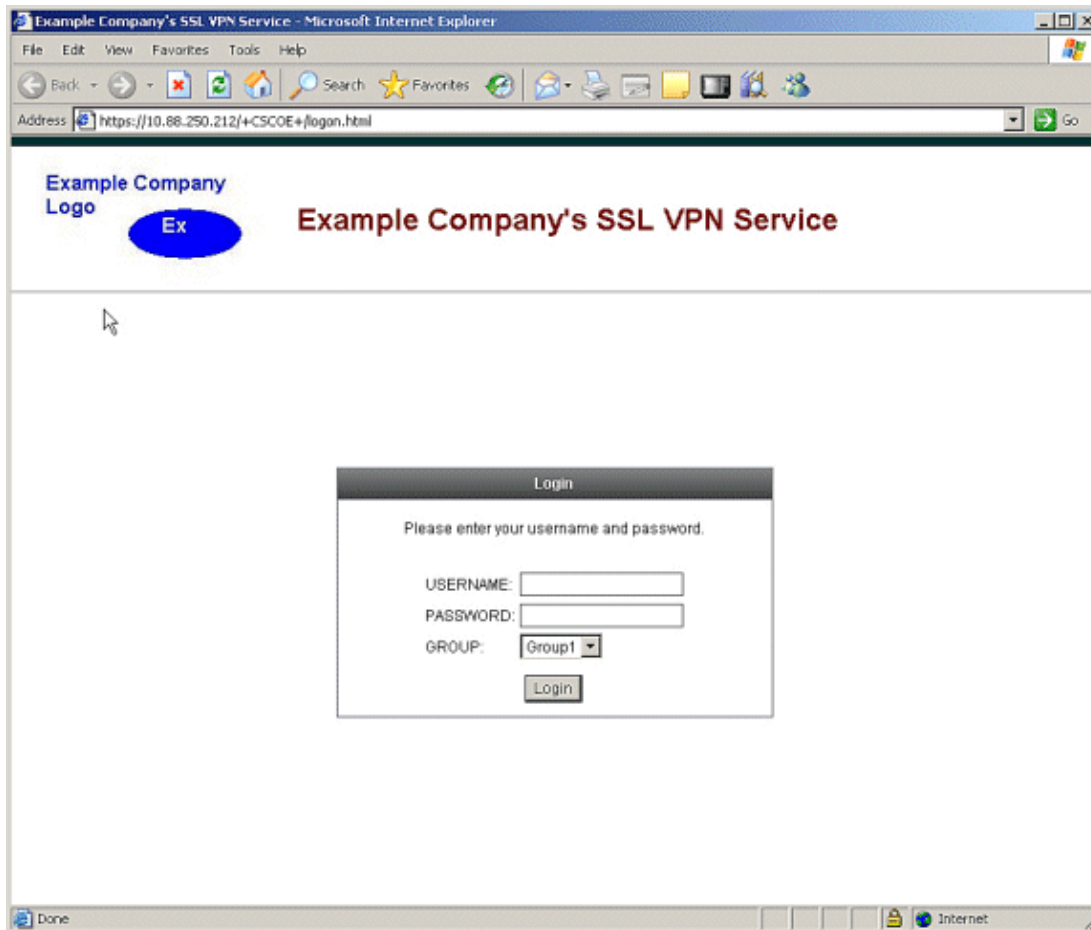 Example Company's SSL VPN Service - Microsoft Internet Explorer
File Edit View Favorites Tools Help
Back Search Favorites
Address https://10.88.250.212/+CSCOE+/logon.html Go
Example Company
Logo
Ex
Example Company's SSL VPN Service
Login
Please enter your username and password.
USERNAME:
PASSWORD:
GROUP: Group1
Login
Done Internet